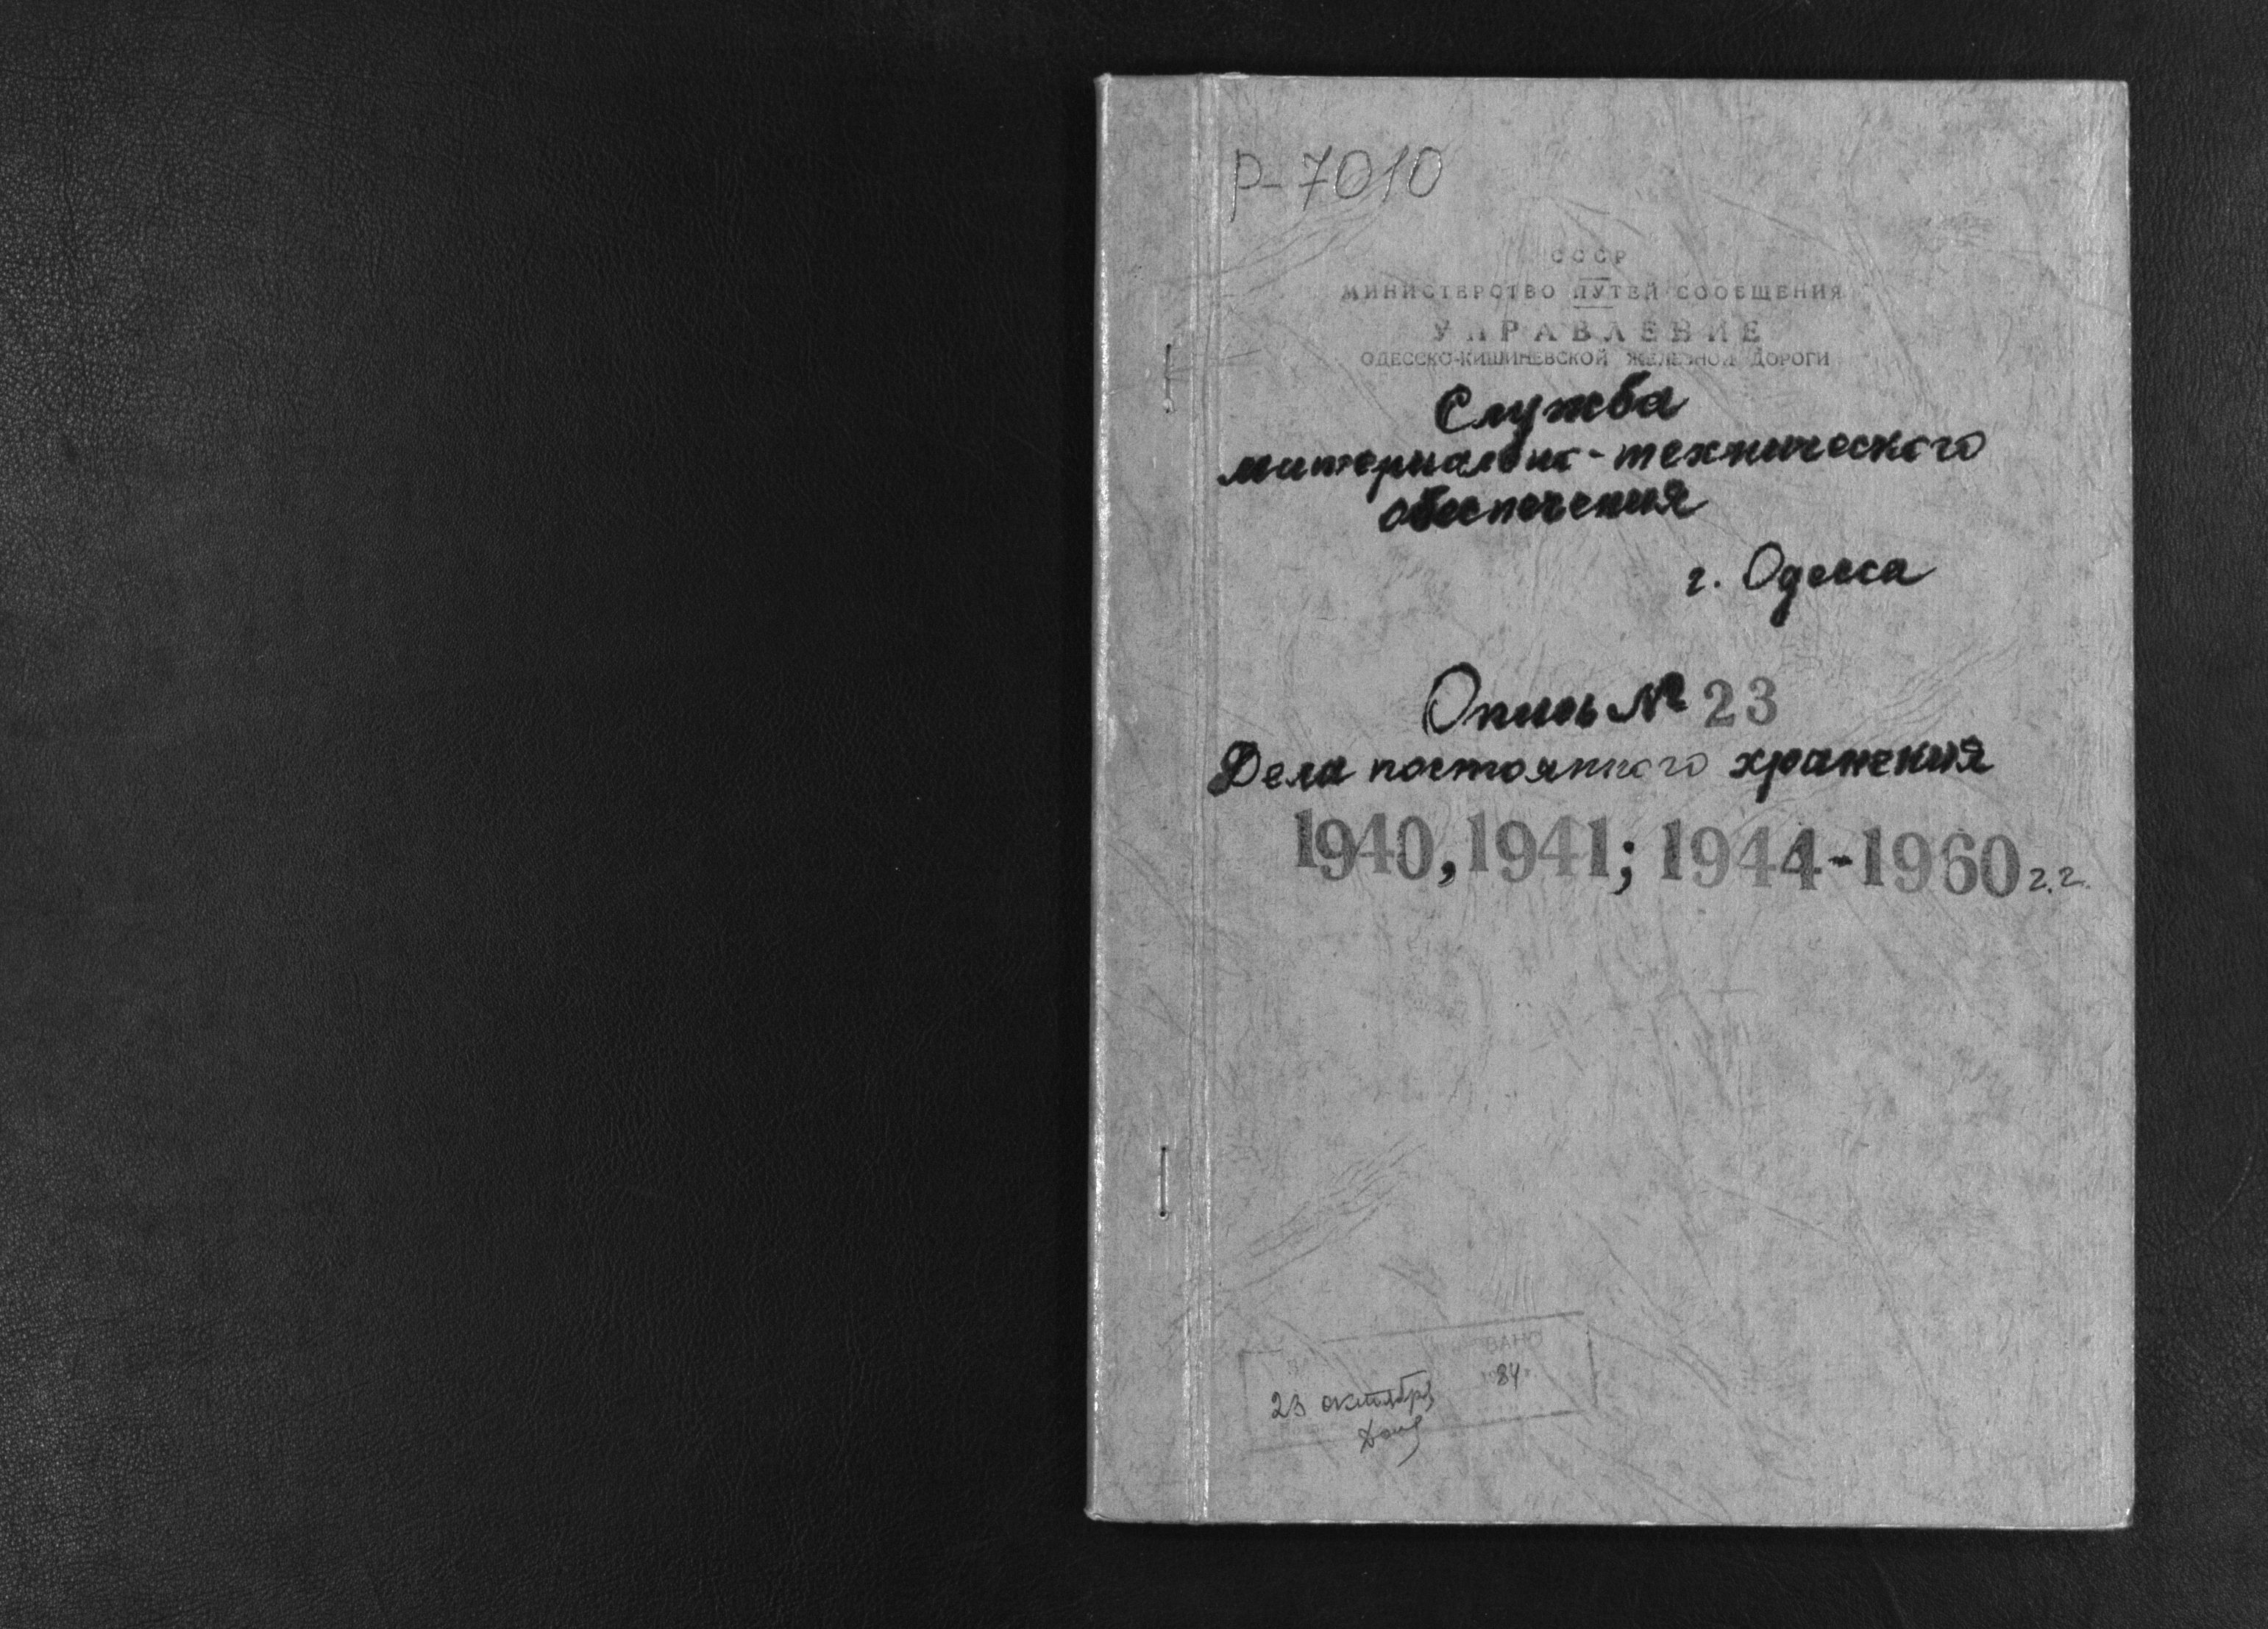 Р-7010
СССР
МИНИСТЕРСТВО ПУТЕЙ СООБЩЕНИЯ
УПРАВЛЕНИЕ
ОДЕССКО-КИШИНЕВСКОЙ ЖЕЛЕЗНОЙ ДОРОГИ
Служба
материально-технического
обеспечения
г. Одесса
Опись № 23
Дела постоянного хранения
1940, 1941; 1944-1960 г.г.
84
23 октября